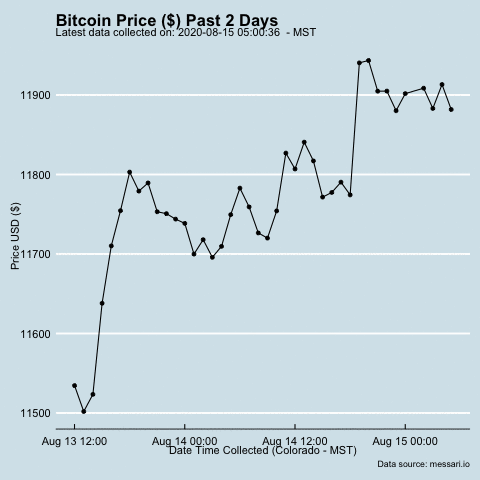 Bitcoin Price ($) Past 2 Days
Latest data collected on: 2020-08-15 05:00:36  - MST
11900
11800
11700
11600
11500
Price USD ($)
Aug 13 12:00 Aug 14 00:00 Aug 14 12:00 Aug 15 00:00
Date Time Collected (Colorado - MST)
Data source: messari.io